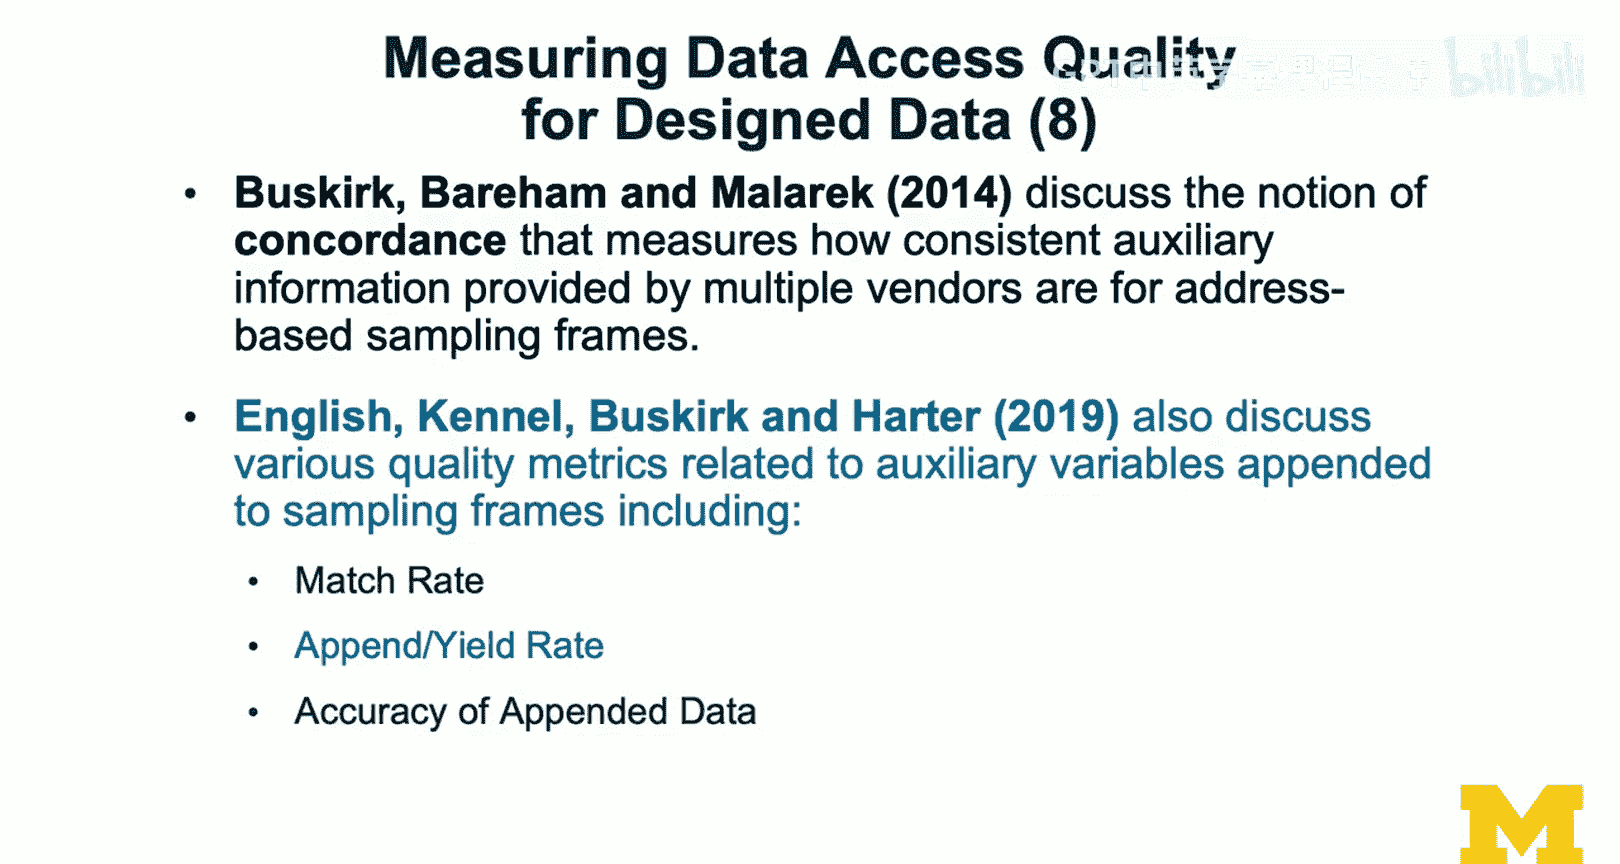 Measuring Data Access Quality
for Designed Data (8)
bilibili
• Buskirk, Bareham and Malarek (2014) discuss the notion of
concordance that measures how consistent auxiliary
information provided by multiple vendors are for address-
based sampling frames.
• English, Kennel, Buskirk and Harter (2019) also discuss
various quality metrics related to auxiliary variables appended
to sampling frames including:
• Match Rate
• Append/Yield Rate
• Accuracy of Appended Data
M